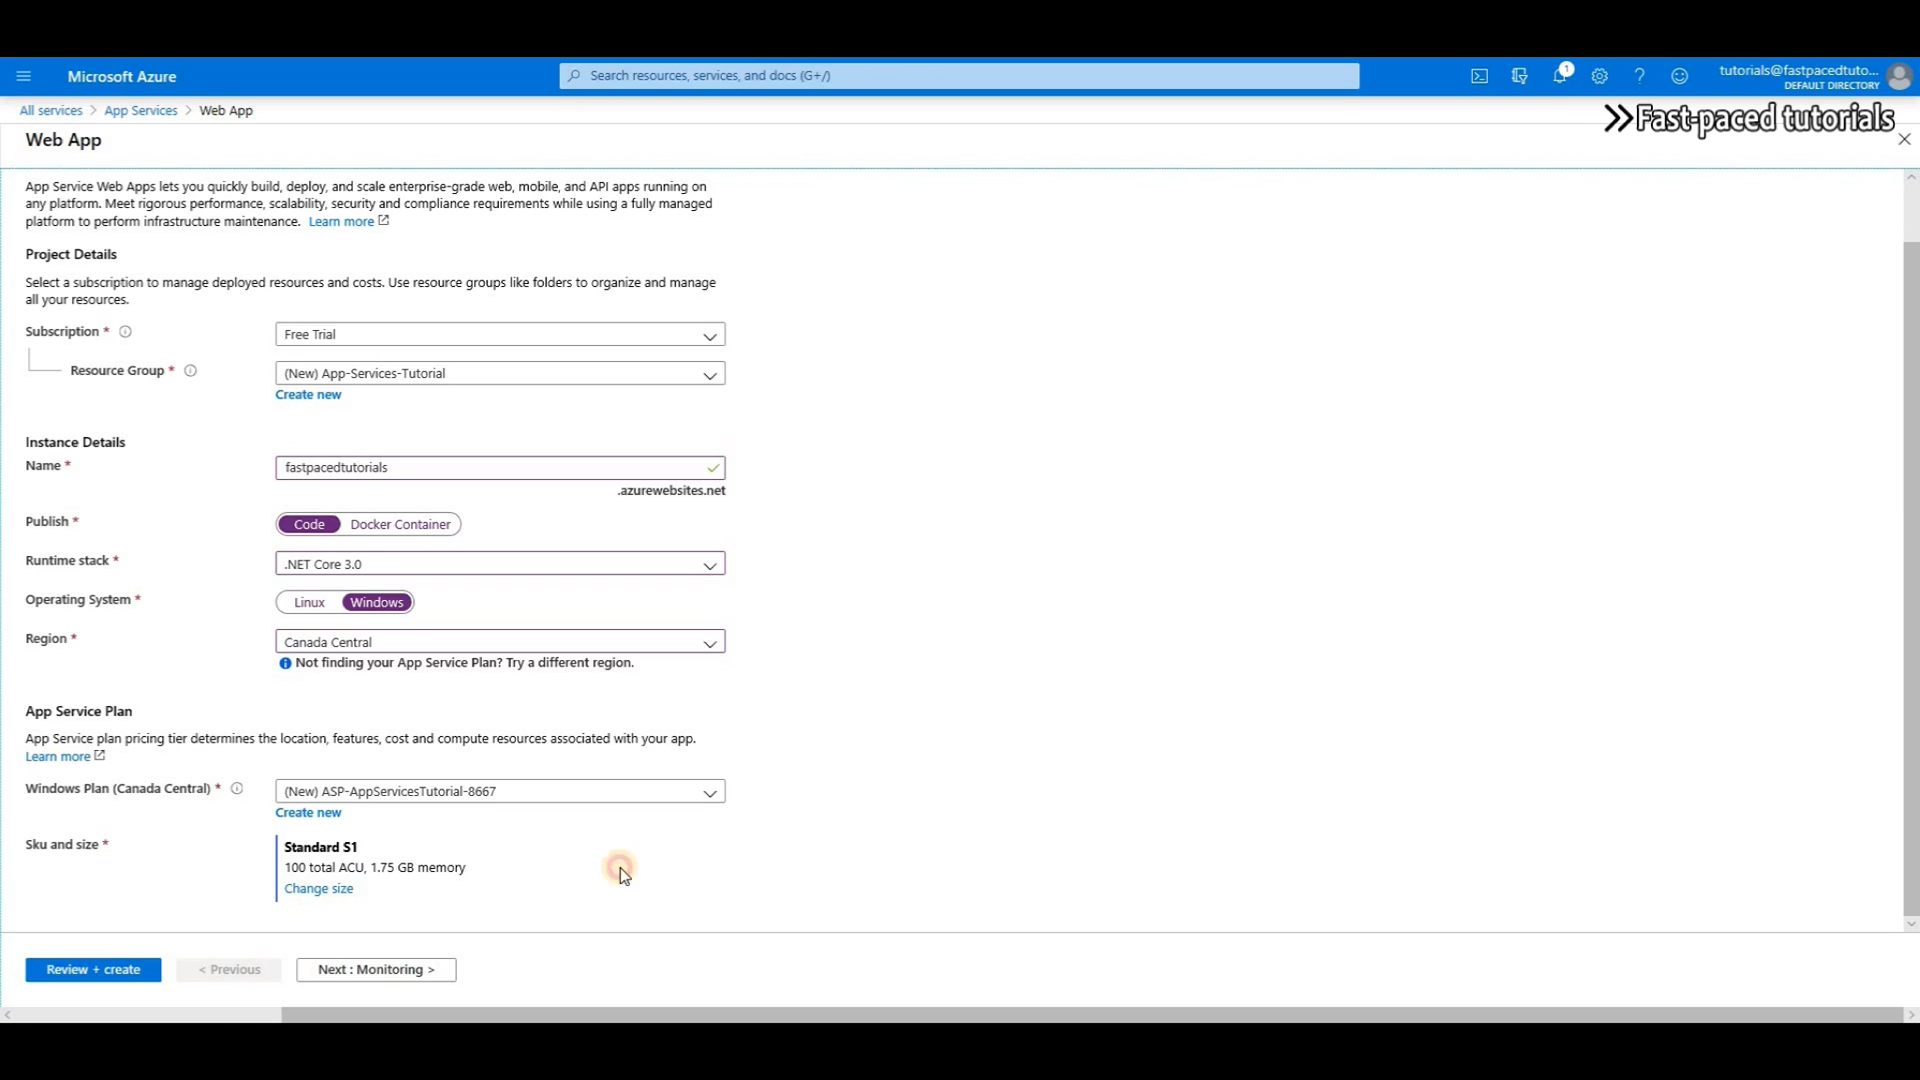 Microsoft Azure
Search resources, services, and docs (G+/)
1
tutorials@fastpacedtuto...
DEFAULT DIRECTORY
All services > App Services > Web App
Fast-paced tutorials
Web App
App Service Web Apps lets you quickly build, deploy, and scale enterprise-grade web, mobile, and API apps running on
any platform. Meet rigorous performance, scalability, security and compliance requirements while using a fully managed
platform to perform infrastructure maintenance. Learn more
Project Details
Select a subscription to manage deployed resources and costs. Use resource groups like folders to organize and manage
all your resources.
Subscription *
Free Trial
Resource Group *
(New) App-Services-Tutorial
Create new
Instance Details
Name *
fastpacedtutorials
.azurewebsites.net
Publish *
Code Docker Container
Runtime stack *
.NET Core 3.0
Operating System *
Linux Windows
Region *
Canada Central
Not finding your App Service Plan? Try a different region.
App Service Plan
App Service plan pricing tier determines the location, features, cost and compute resources associated with your app.
Learn more
Windows Plan (Canada Central) *
(New) ASP-AppServicesTutorial-8667
Create new
Sku and size *
Standard S1
100 total ACU, 1.75 GB memory
Change size
Review + create
< Previous
Next : Monitoring >